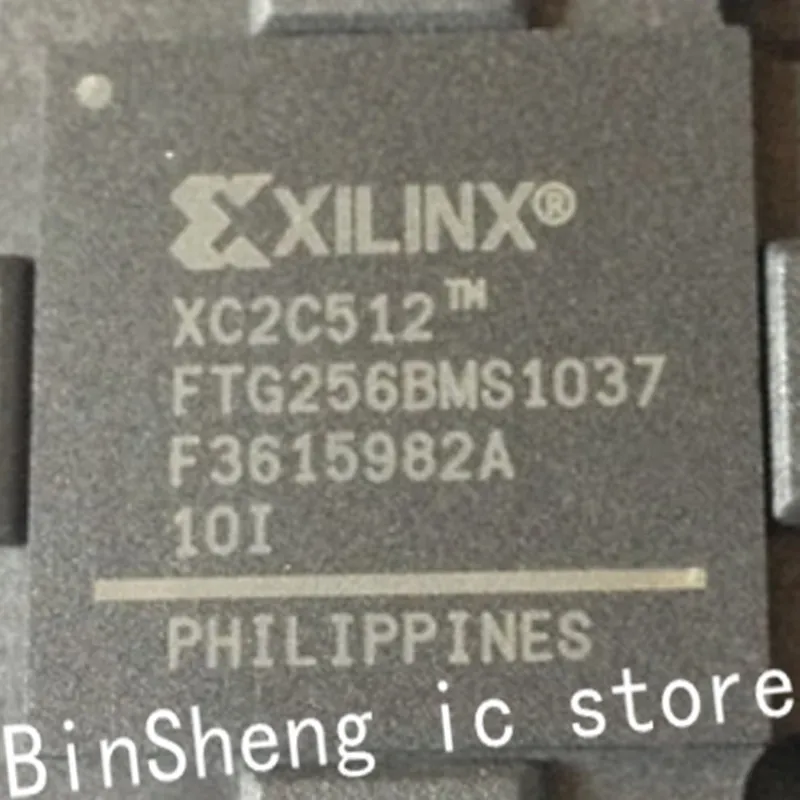 XILINX®
XC2C512™
FTG256BMS1037
F3615982A
10I
PHILIPPINES
BinSheng ic store